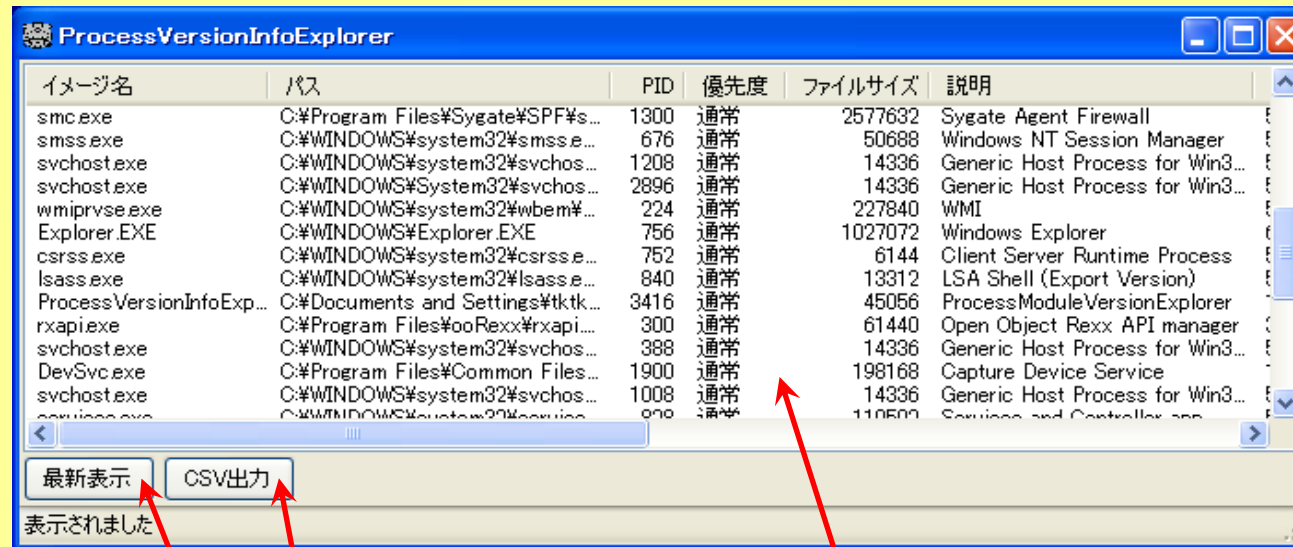 ProcessVersionInfoExplorer
イメージ名 パス PID 優先度 ファイルサイズ 説明
smc.exe C:¥Program Files¥Sygate¥SPF¥s... 1300 通常 2577632 Sygate Agent Firewall
smss.exe C:¥WINDOWS¥system32¥smss.e... 676 通常 50688 Windows NT Session Manager
svchost.exe C:¥WINDOWS¥system32¥svchos... 1208 通常 14336 Generic Host Process for Win3...
svchost.exe C:¥WINDOWS¥System32¥svchos... 2896 通常 14336 Generic Host Process for Win3...
wmiprvse.exe C:¥WINDOWS¥system32¥wbem¥... 224 通常 227840 WMI
Explorer.EXE C:¥WINDOWS¥Explorer.EXE 756 通常 1027072 Windows Explorer
csrss.exe C:¥WINDOWS¥system32¥csrss.e... 752 通常 6144 Client Server Runtime Process
lsass.exe C:¥WINDOWS¥system32¥lsass.e... 840 通常 13312 LSA Shell (Export Version)
ProcessVersionInfoExp... C:¥Documents and Settings¥tktk... 3416 通常 45056 ProcessModuleVersionExplorer
rxapi.exe C:¥Program Files¥ooRexx¥rxapi.... 300 通常 61440 Open Object Rexx API manager
svchost.exe C:¥WINDOWS¥system32¥svchos... 388 通常 14336 Generic Host Process for Win3...
DevSvc.exe C:¥Program Files¥Common Files... 1900 通常 198168 Capture Device Service
svchost.exe C:¥WINDOWS¥system32¥svchos... 1008 通常 14336 Generic Host Process for Win3...
最新表示 CSV出力
表示されました